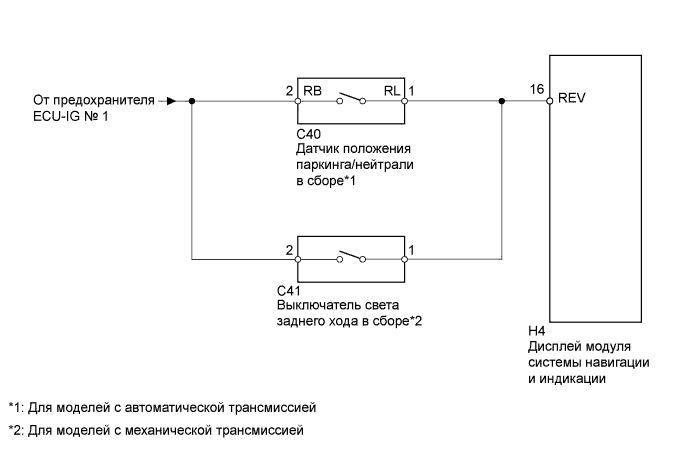 От предохранителя
ECU-IG № 1
2
RB
RL
1
C40
Датчик положения
паркинга/нейтрали
в сборе*1
16
REV
2
1
C41
Выключатель света
заднего хода в сборе*2
H4
Дисплей модуля
системы навигации
и индикации
*1: Для моделей с автоматической трансмиссией
*2: Для моделей с механической трансмиссией